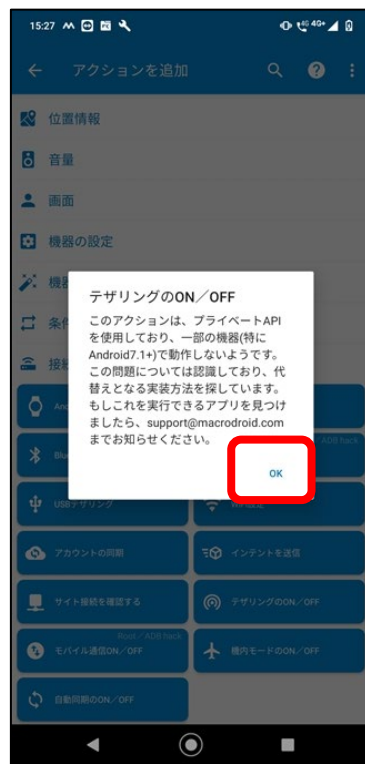 15:27
4G 4G+
アクションを追加
位置情報
音量
画面
機器の設定
機器
テザリングのON／OFF
このアクションは、プライベートAPI
を使用しており、一部の機器(特に
Android7.1+)で動作しないようです。
この問題については認識しており、代
替えとなる実装方法を探しています。
もしこれを実行できるアプリを見つけ
ましたら、support@macrodroid.com
までお知らせください。
OK
条件
接続
And
/ ADB hack
Blu
USBテザリング
WiFi設定
アカウントの同期
インテントを送信
サイト接続を確認する
テザリングのON／OFF
Root／ADB hack
モバイル通信ON／OFF
機内モードのON／OFF
自動同期のON／OFF